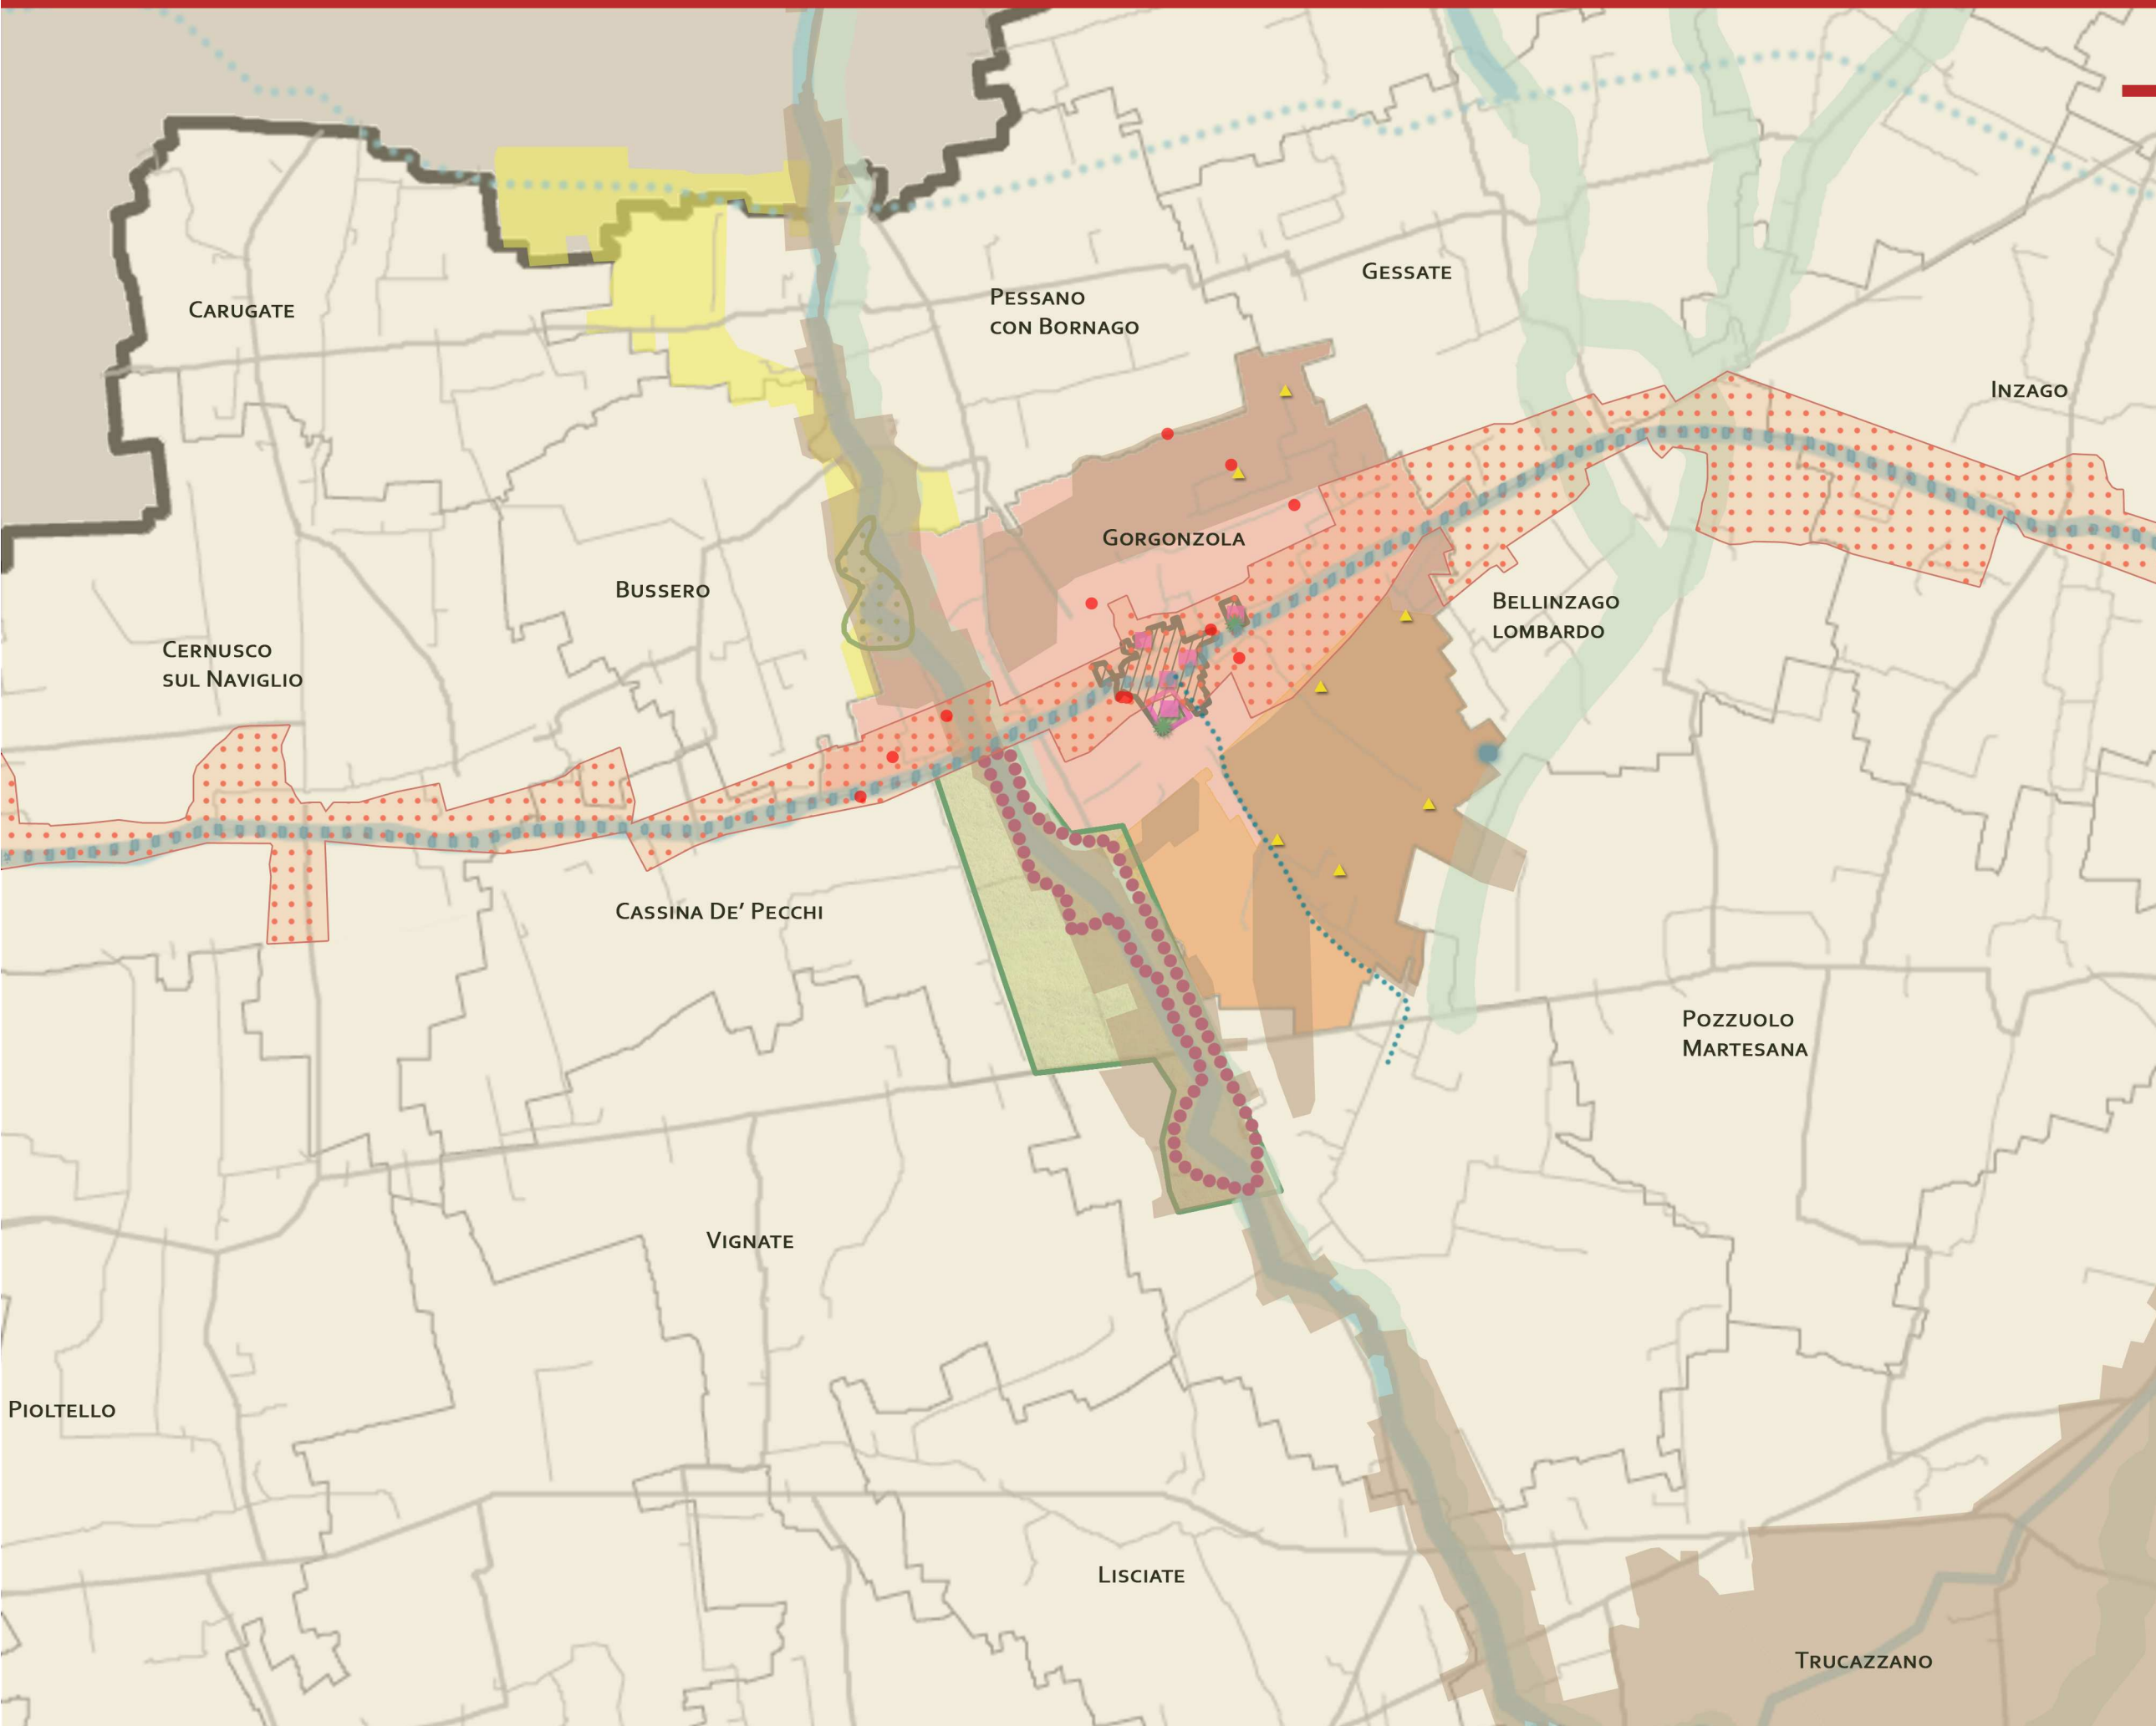 Gessate
Carugate
Pessano
con Bornago
Inzago
Gorgonzola
Bussero
Bellinzago
Lombardo
Cernusco
sul Naviglio
Cassina De' Pecchi
Pozzuolo
Martesana
Vignate
Pioltello
Lisciate
Trucazzano